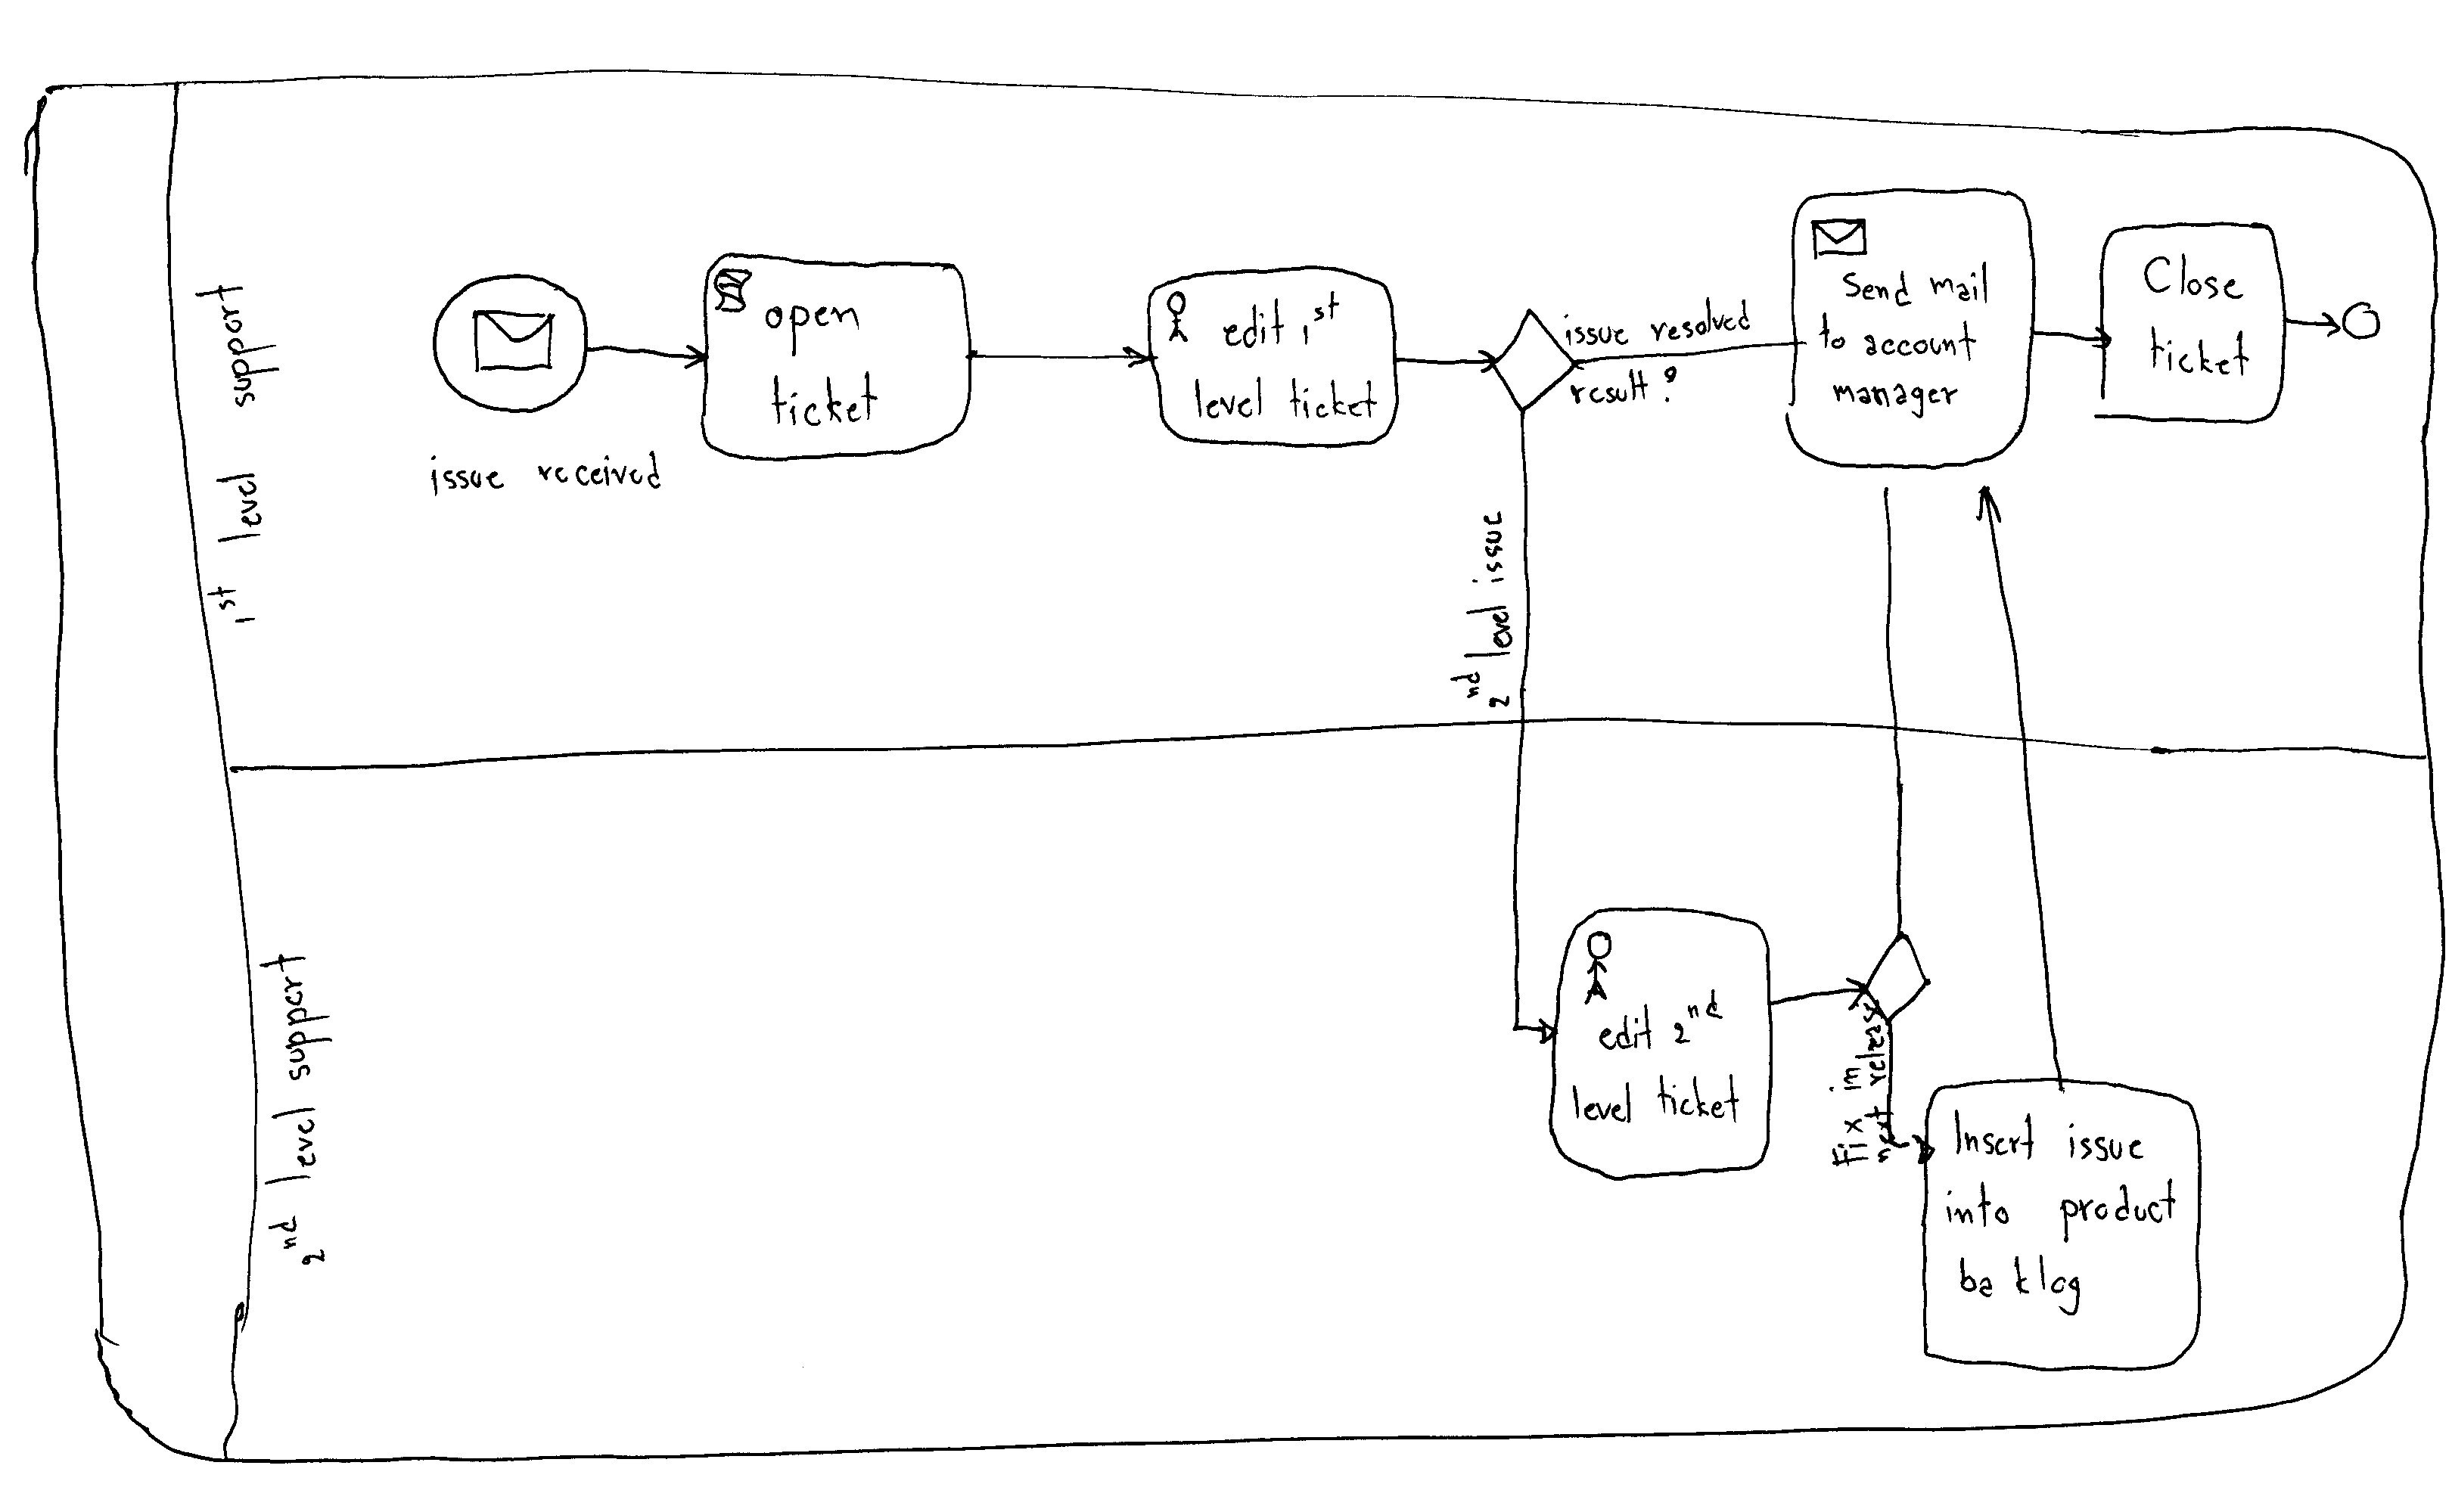 1st level support
issue received
open
ticket
edit 1st
level ticket
issue resolved
result?
Send mail
to account
manager
Close
ticket
2nd level issue
2nd level support
edit 2nd
level ticket
Fix in
next release
Insert issue
into product
baklog